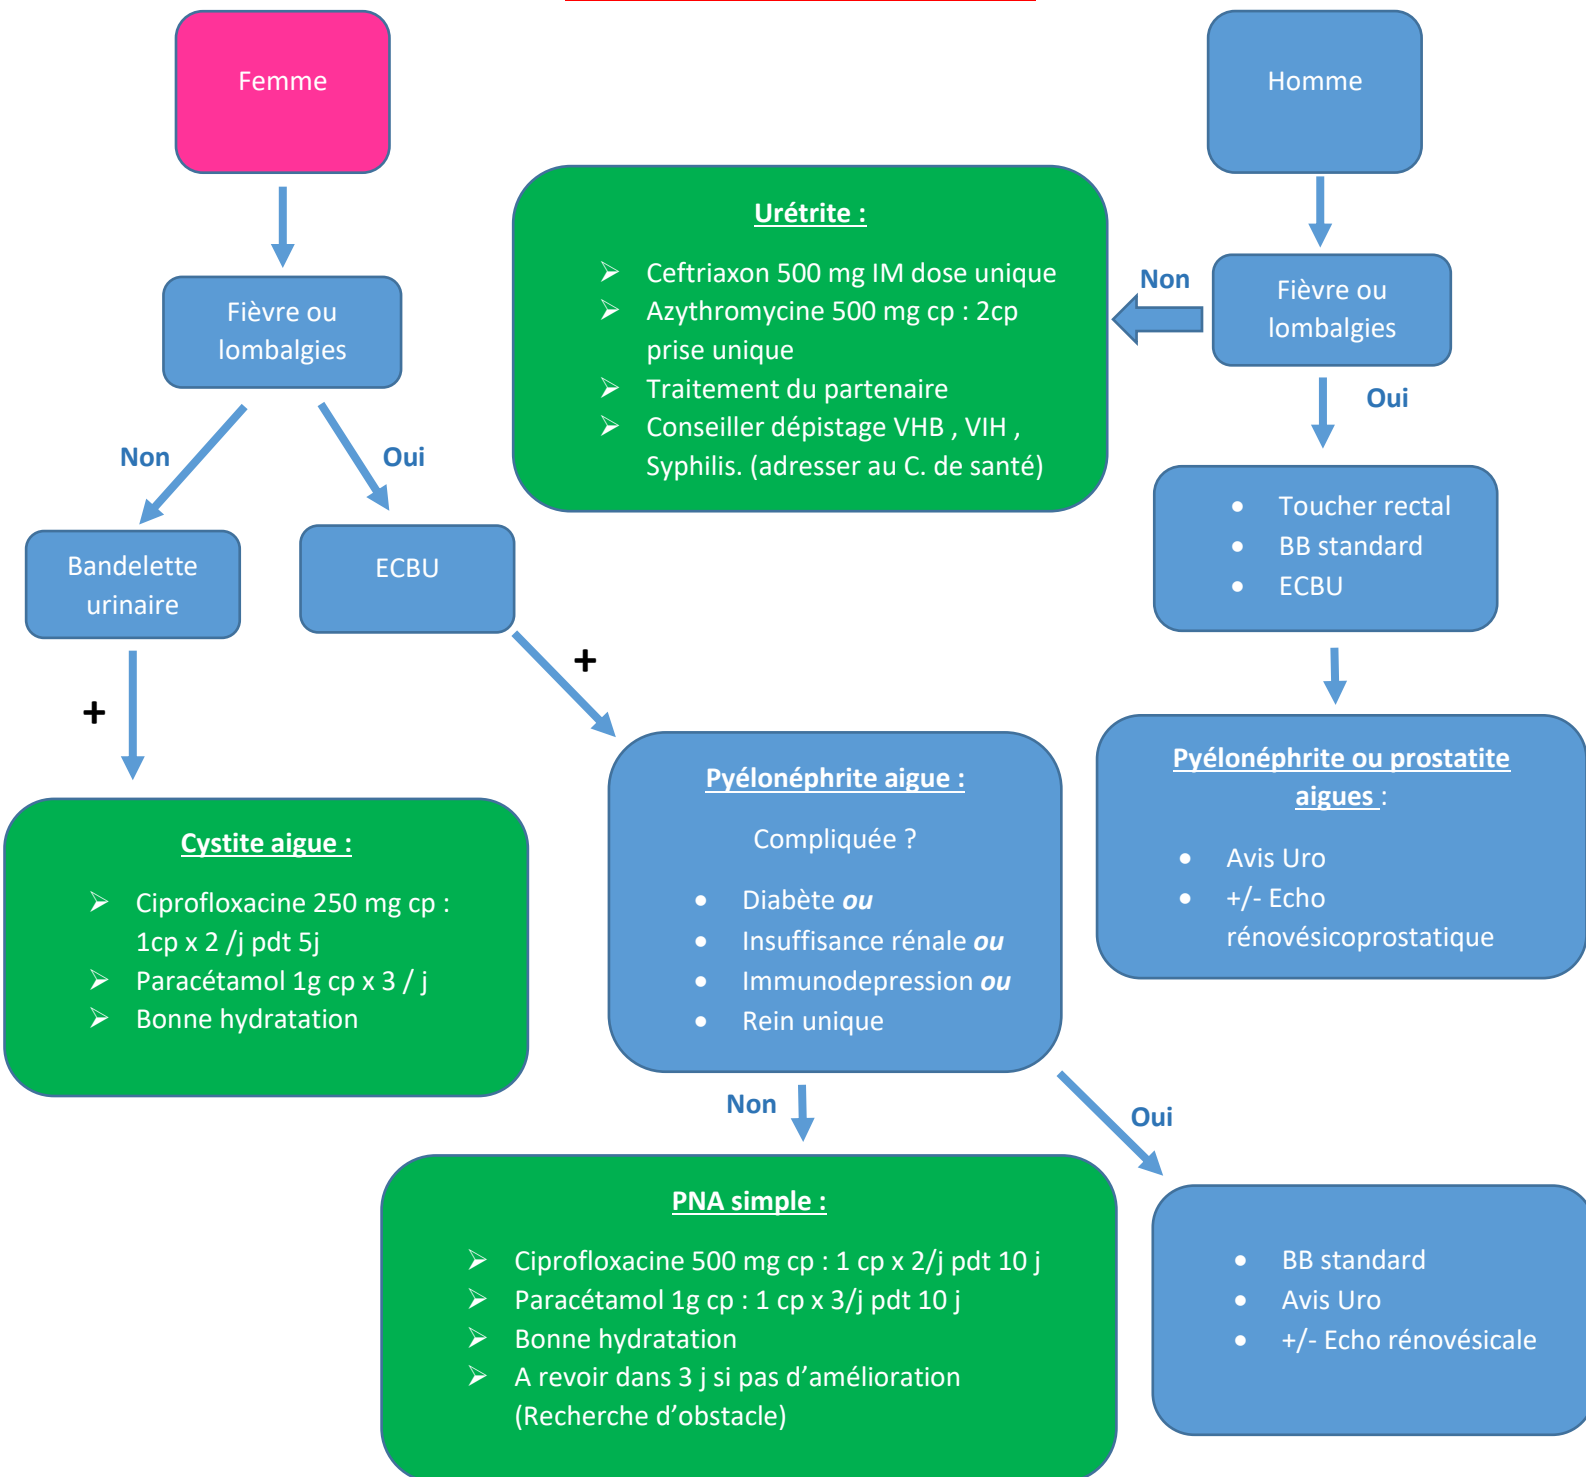 Femme
Homme
Urétrite :
➢ Ceftriaxon 500 mg IM dose unique
➢ Azythromycine 500 mg cp : 2cp
prise unique
➢ Traitement du partenaire
➢ Conseiller dépistage VHB , VIH ,
Syphilis. (adresser au C. de santé)
Non
Fièvre ou
lombalgies
Fièvre ou
lombalgies
Oui
Non
Oui
• Toucher rectal
• BB standard
• ECBU
Bandelette
urinaire
ECBU
+
+
Pyélonéphrite ou prostatite
aigues :
• Avis Uro
• +/- Echo
rénovésicoprostatique
Pyélonéphrite aigue :
Compliquée ?
• Diabète ou
• Insuffisance rénale ou
• Immunodepression ou
• Rein unique
Cystite aigue :
➢ Ciprofloxacine 250 mg cp :
1cp x 2 /j pdt 5j
➢ Paracétamol 1g cp x 3 / j
➢ Bonne hydratation
Non
Oui
PNA simple :
➢ Ciprofloxacine 500 mg cp : 1 cp x 2/j pdt 10 j
➢ Paracétamol 1g cp : 1 cp x 3/j pdt 10 j
➢ Bonne hydratation
➢ A revoir dans 3 j si pas d’amélioration
(Recherche d’obstacle)
• BB standard
• Avis Uro
• +/- Echo rénovésicale